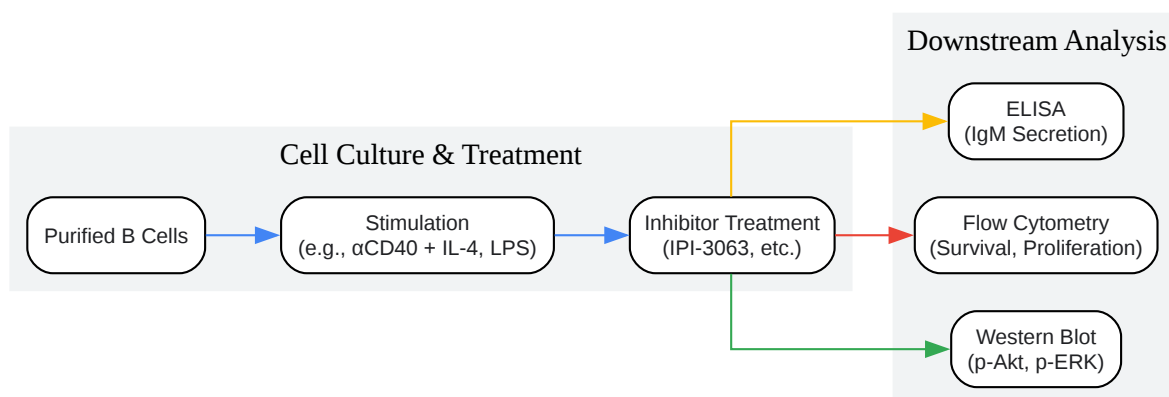 Downstream Analysis
ELISA
(IgM Secretion)
Cell Culture & Treatment
Purified B Cells
Stimulation
(e.g., αCD40 + IL-4, LPS)
Inhibitor Treatment
(IPI-3063, etc.)
Flow Cytometry
(Survival, Proliferation)
Western Blot
(p-Akt, p-ERK)